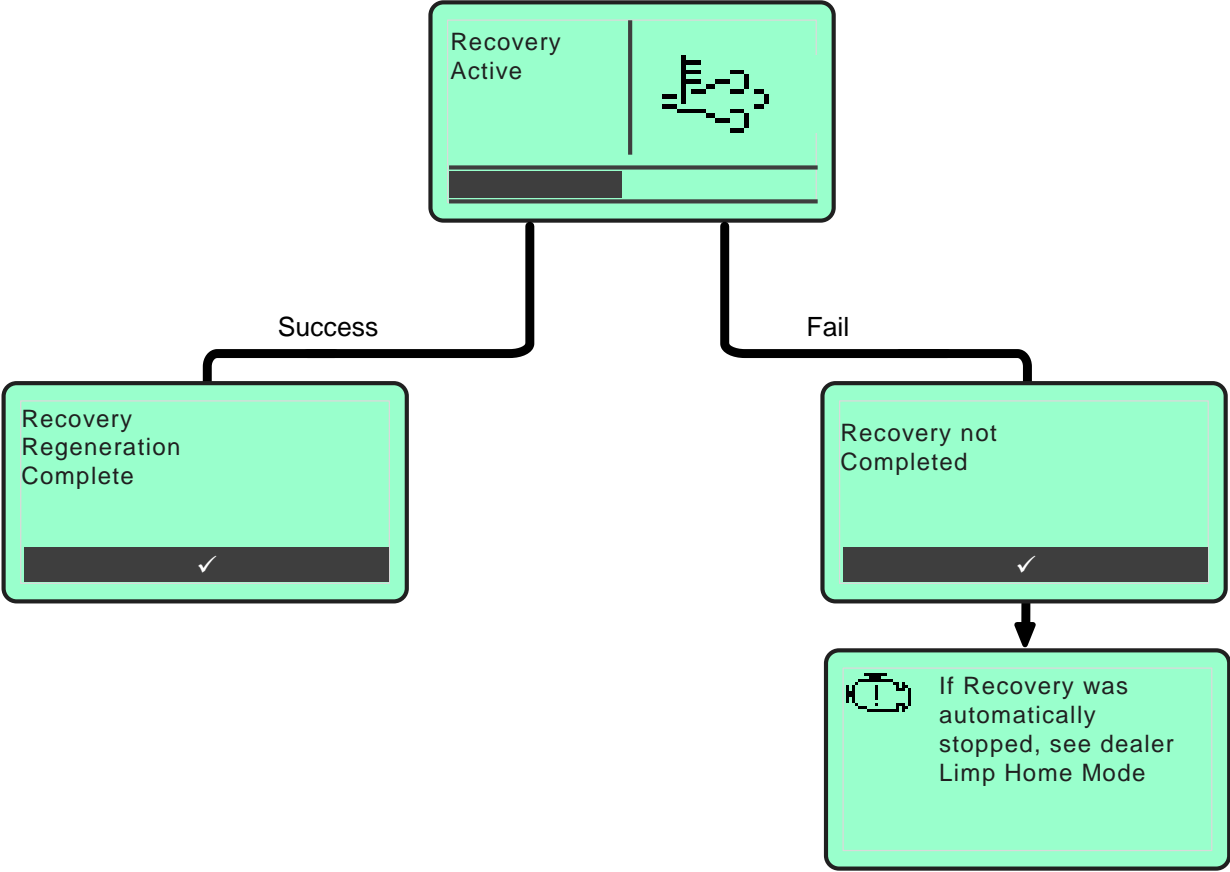 Recovery
Active
Success
Fail
Recovery
Regeneration
Complete
✓
Recovery not
Completed
✓
If Recovery was
automatically
stopped, see dealer
Limp Home Mode